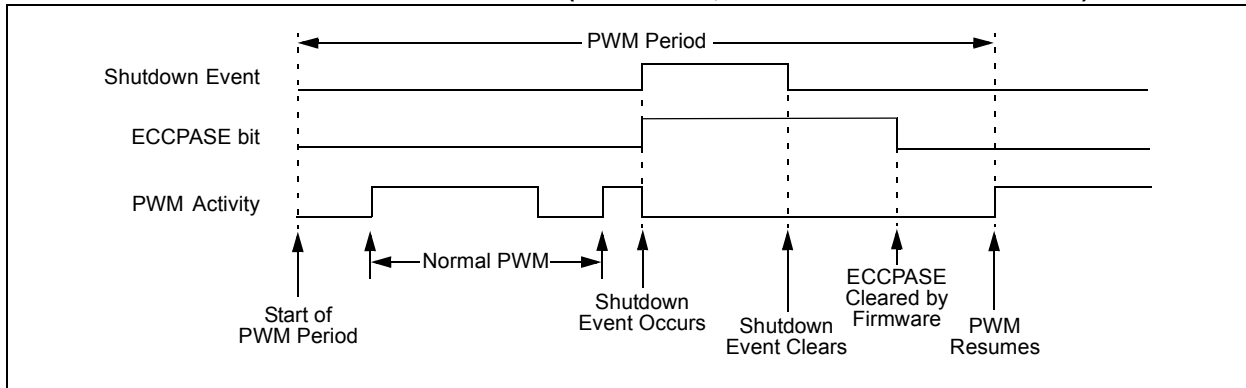 PWM Period
Shutdown Event
ECCPASE bit
PWM Activity
Normal PWM
Start of
PWM Period
Shutdown
Event Occurs
Shutdown
Event Clears
ECCPASE
Cleared by
Firmware
PWM
Resumes